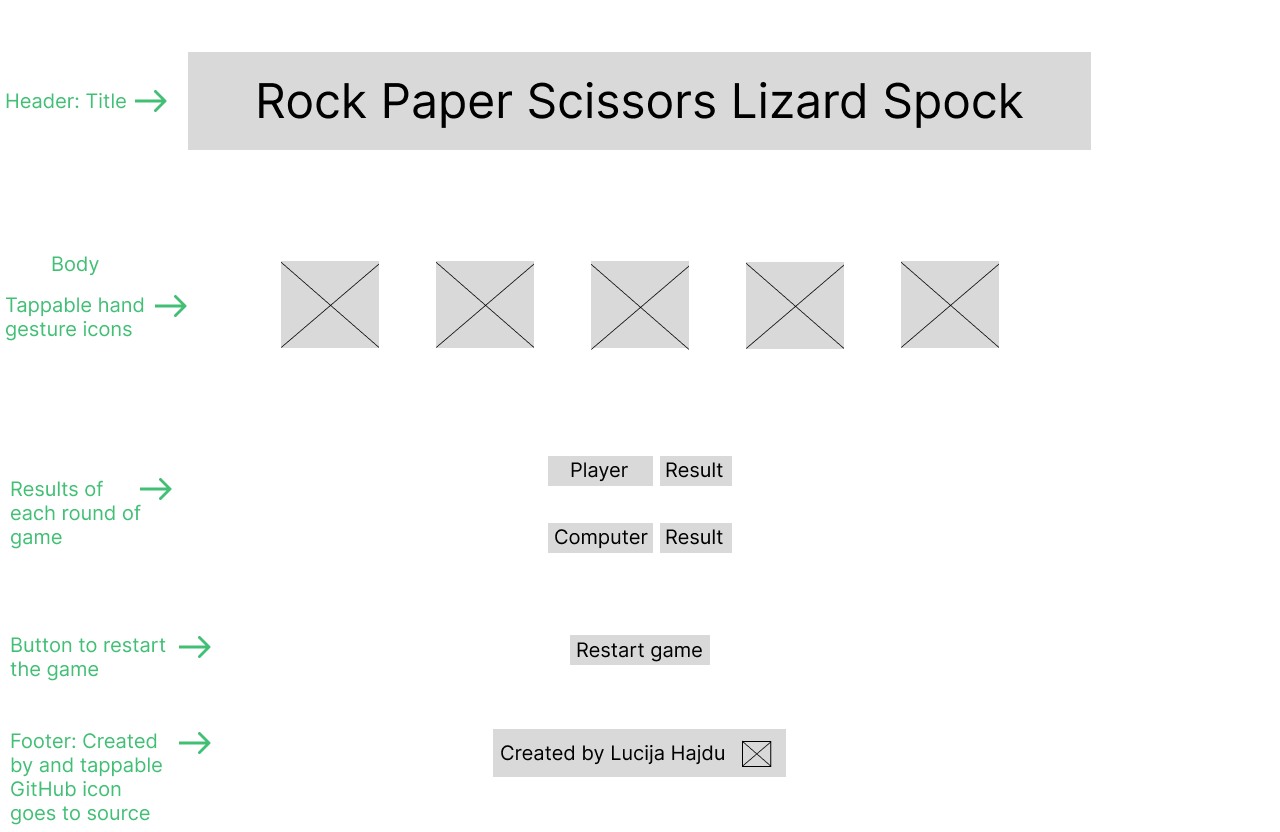 Header: Title
Rock Paper Scissors Lizard Spock
Body
Tappable hand
gesture icons
Results of
each round of
game
Player
Result
Computer
Result
Button to restart
the game
Restart game
Footer: Created
by and tappable
GitHub icon
goes to source
Created by Lucija Hajdu